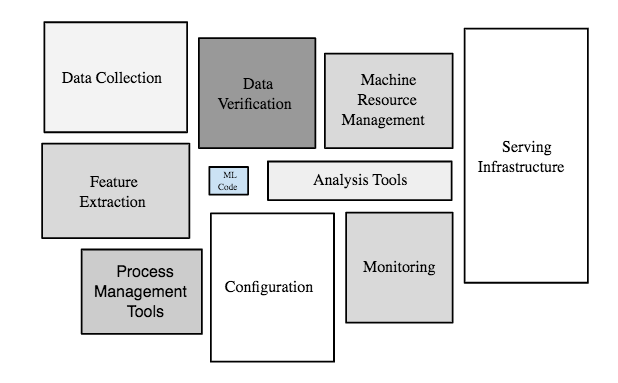 Data Collection
Data
Verification
Machine
Resource
Management
Serving
Infrastructure
Feature
Extraction
ML
Code
Analysis Tools
Process
Management
Tools
Configuration
Monitoring